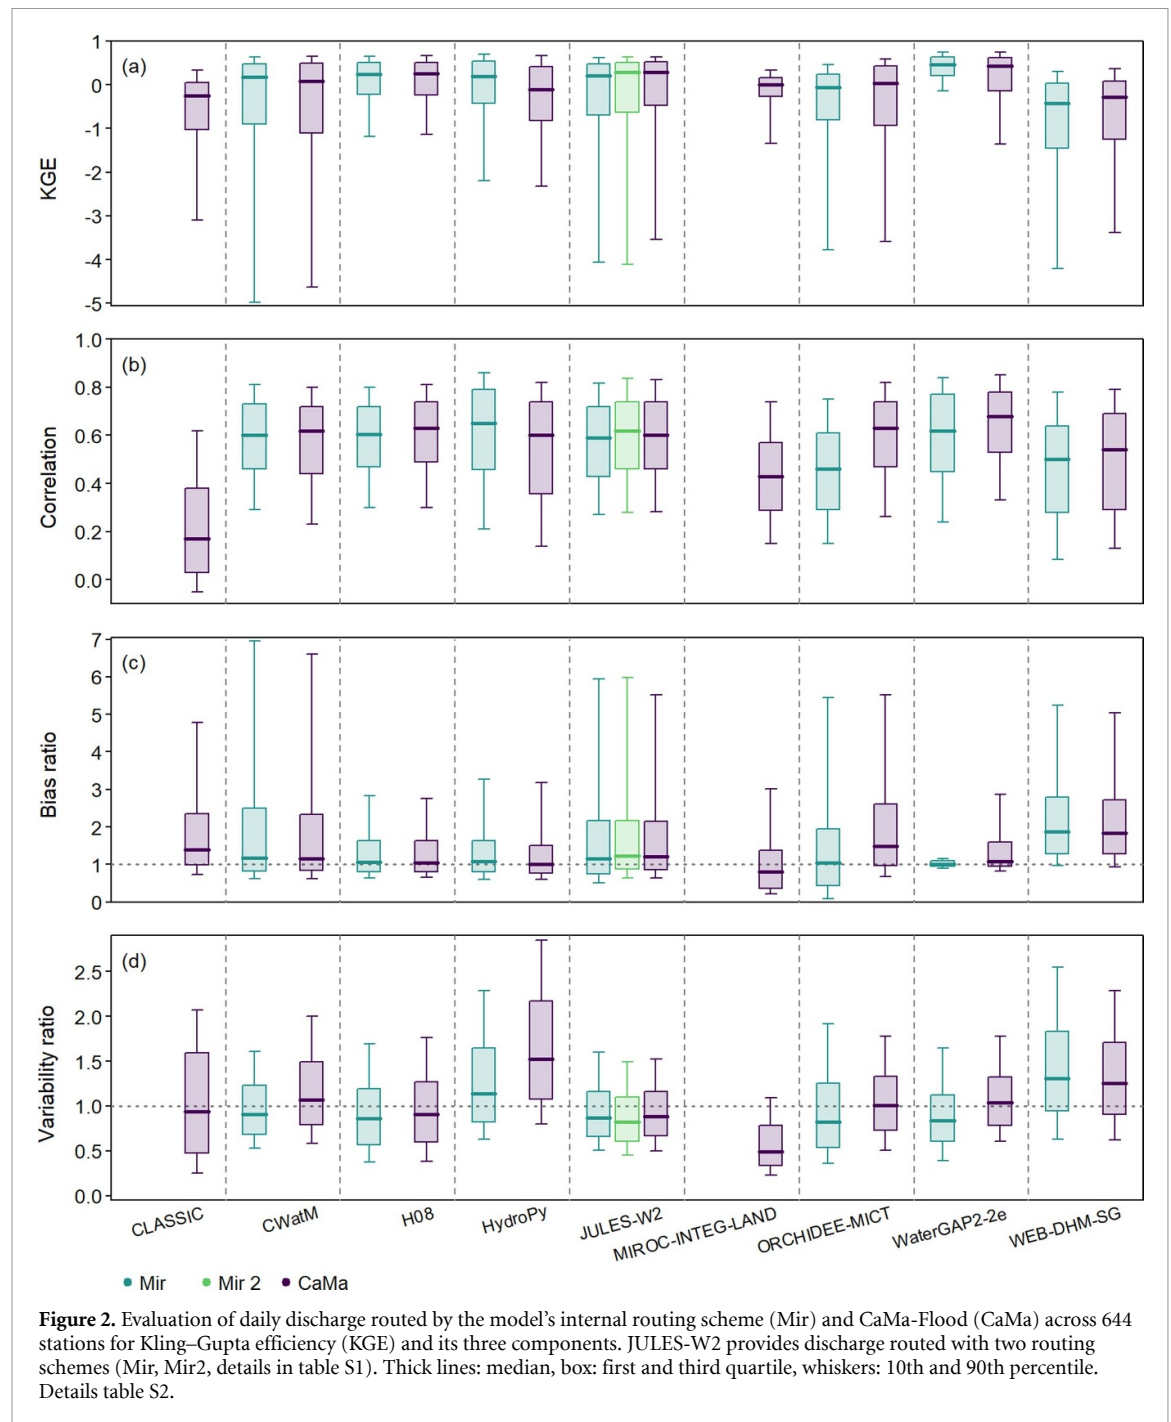 1
(a)
0
-1
KGE
-2
-3
-4
-5
1.0
(b)
0.8
0.6
Correlation
0.4
0.2
0.0
7
(c)
6
5
4
Bias ratio
3
2
1
0
(d)
2.5
2.0
1.5
Variability ratio
1.0
0.5
0.0
CLASSIC CWatM H08 HydroPy JULES-W2 MIROC-INTEG-LAND ORCHIDEE-MICT WaterGAP2-2e WEB-DHM-SG
Mir Mir 2 CaMa
Figure 2. Evaluation of daily discharge routed by the model's internal routing scheme (Mir) and CaMa-Flood (CaMa) across 644
stations for Kling–Gupta efficiency (KGE) and its three components. JULES-W2 provides discharge routed with two routing
schemes (Mir, Mir2, details in table S1). Thick lines: median, box: first and third quartile, whiskers: 10th and 90th percentile.
Details table S2.